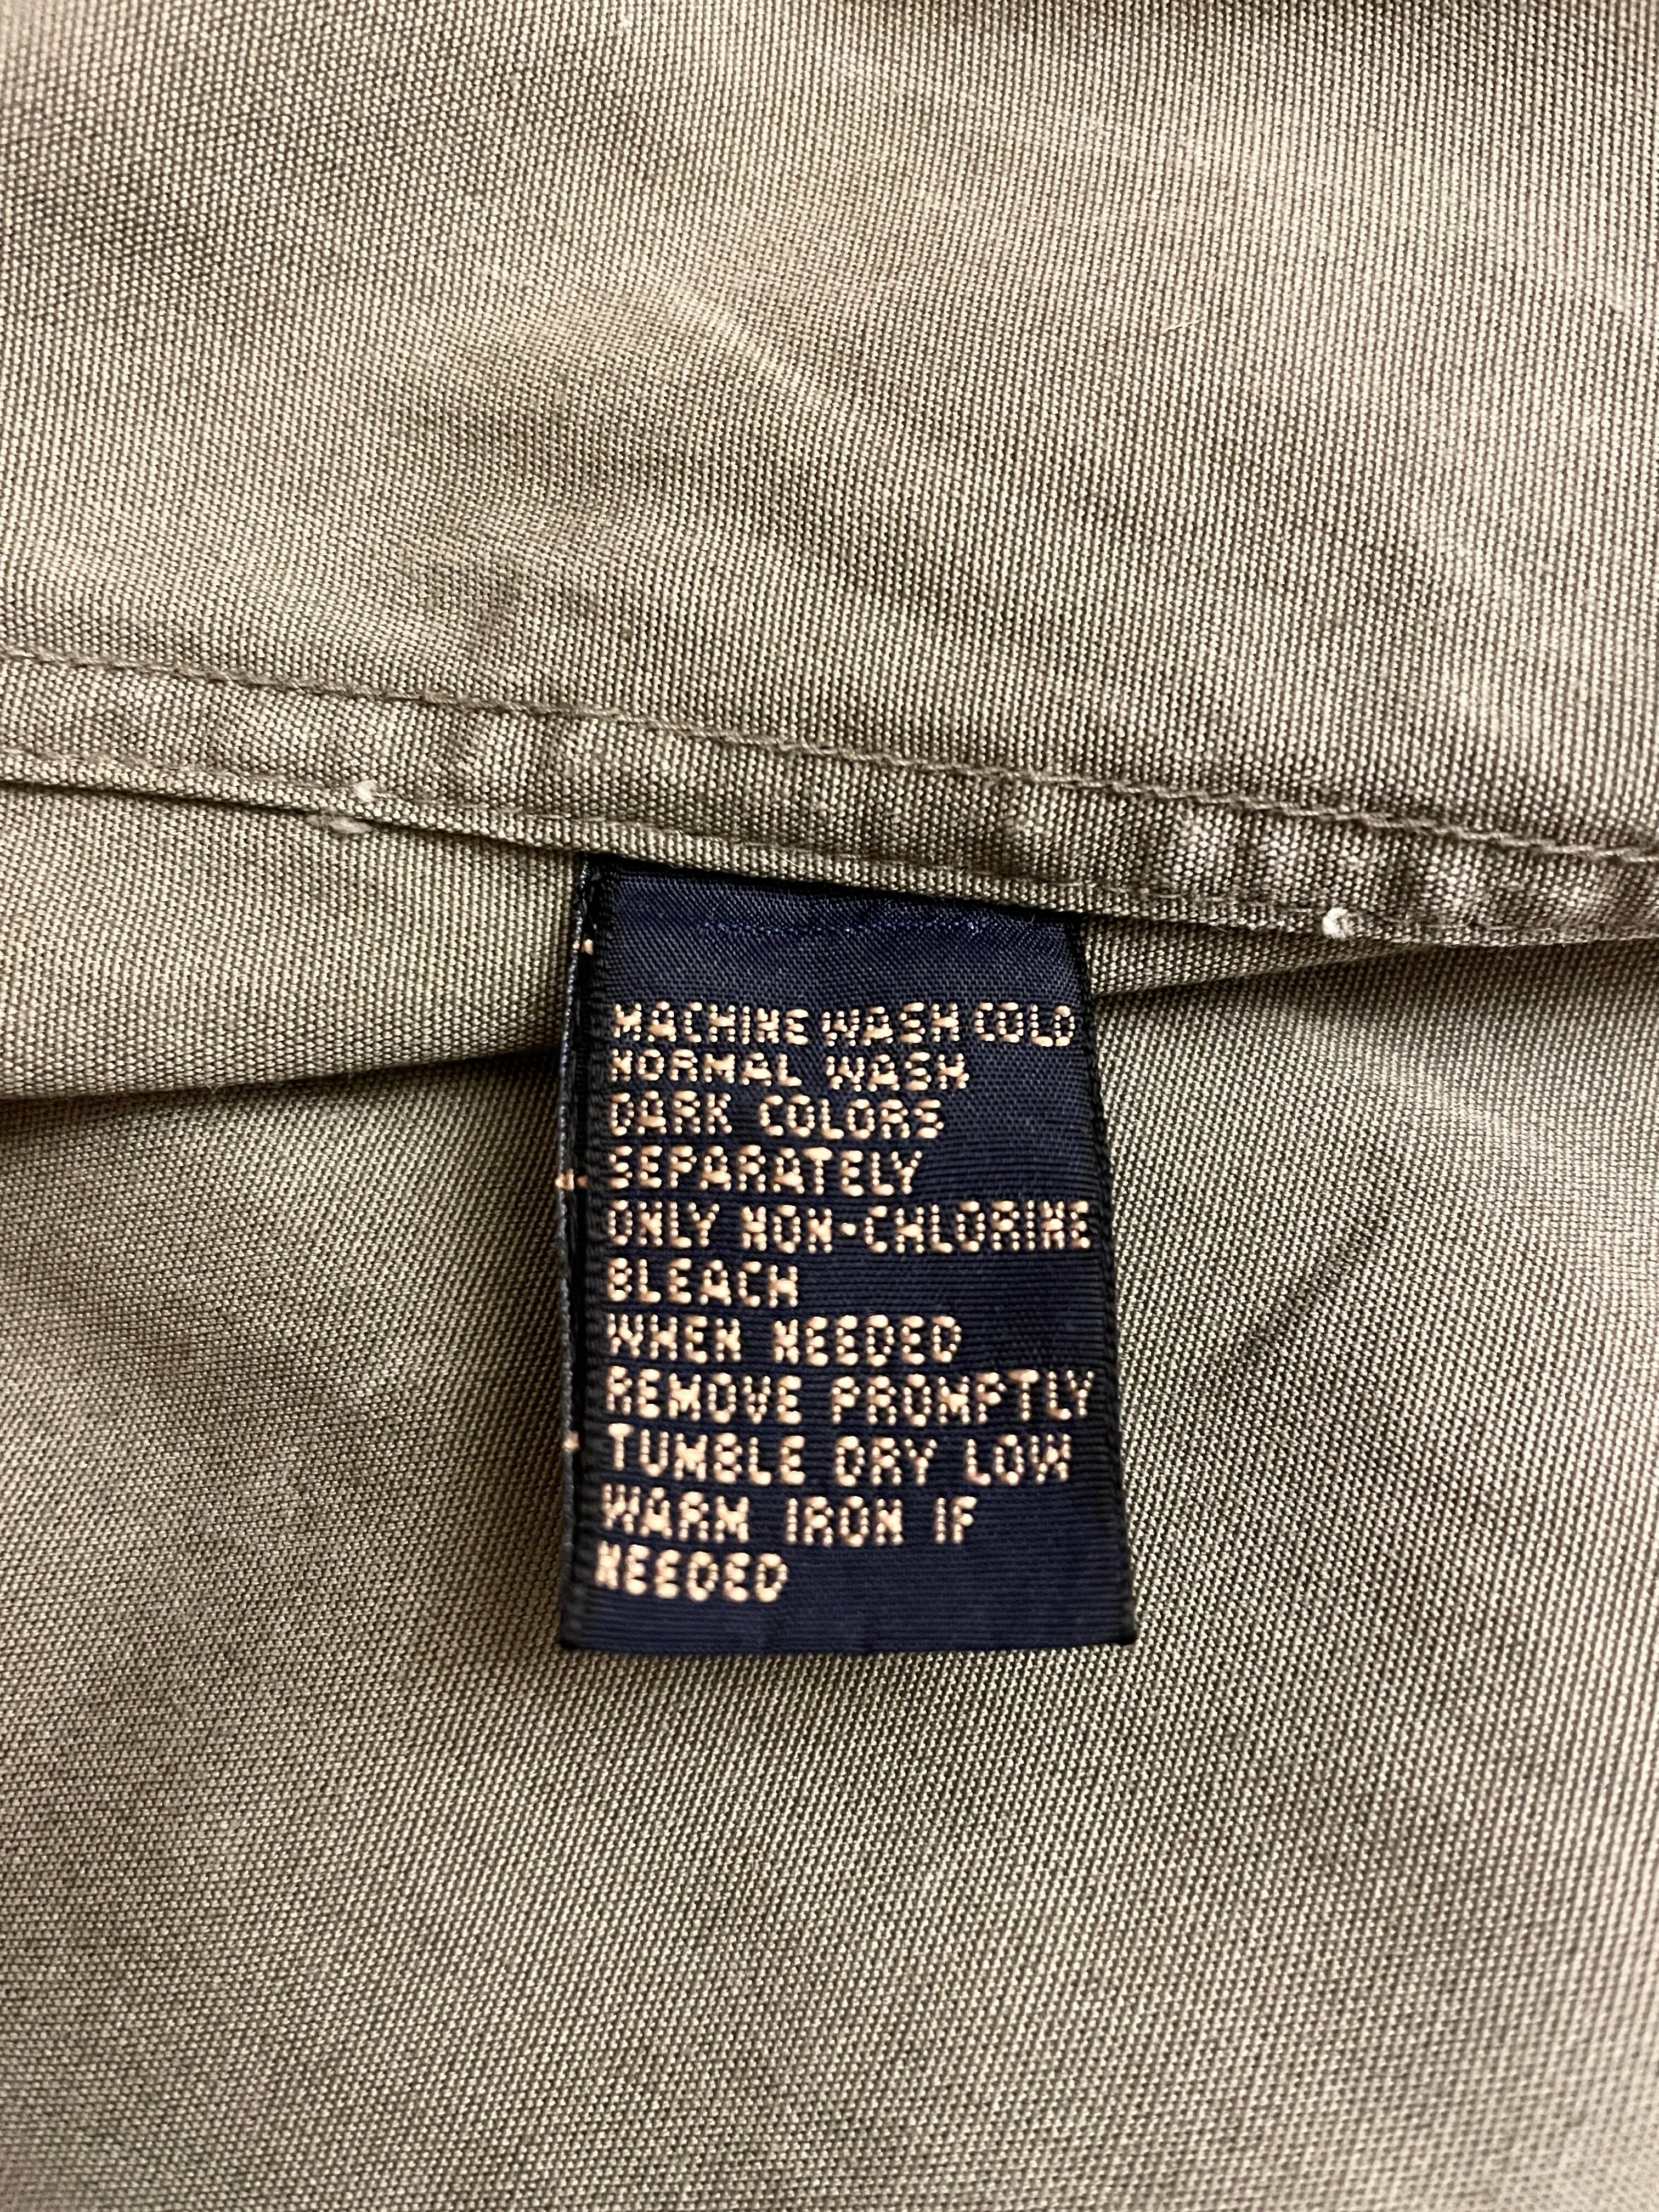 MACHINE WASH COLD
NORMAL WASH
DARK COLORS
SEPARATELY
ONLY NON-CHLORINE
BLEACH
WHEN NEEDED
REMOVE PROMPTLY
TUMBLE DRY LOW
WARM IRON IF
NEEDED